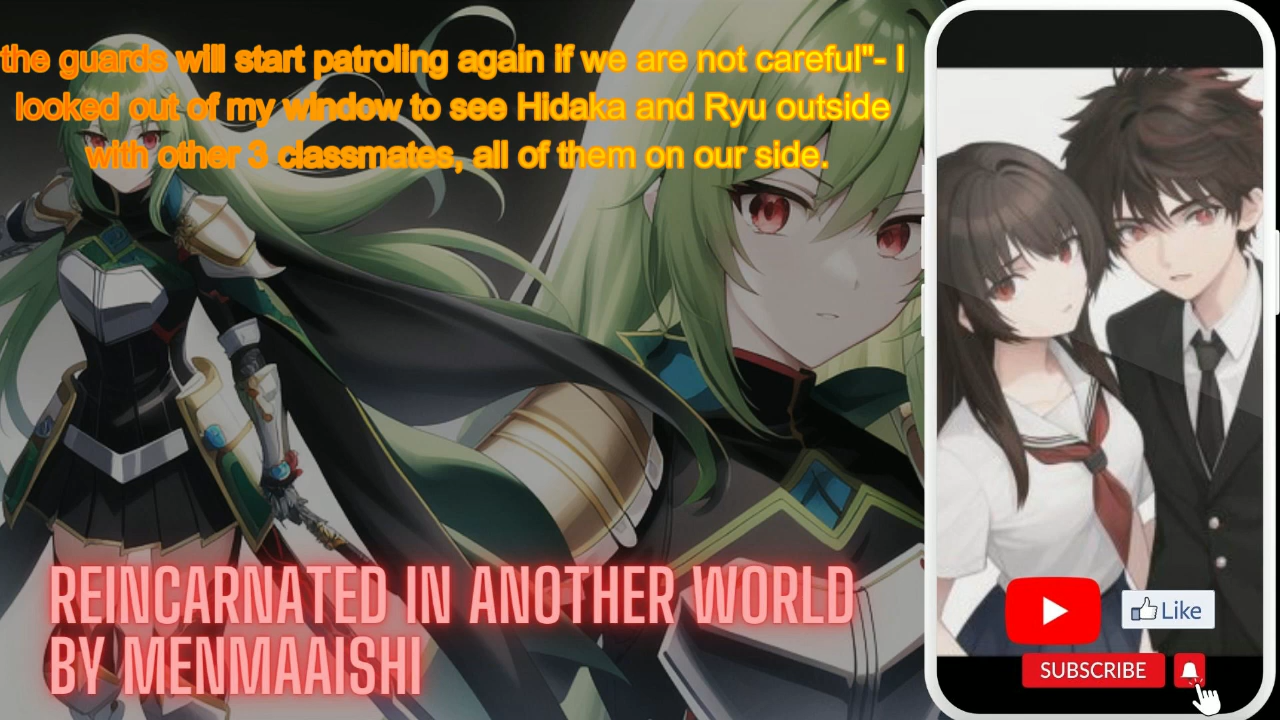 the guards will start patroling again if we are not careful"- I
looked out of my window to see Hidaka and Ryu outside
with other 3 classmates, all of them on our side.
REINCARNATED IN ANOTHER WORLD
BY MENMAAISHI
Like
SUBSCRIBE